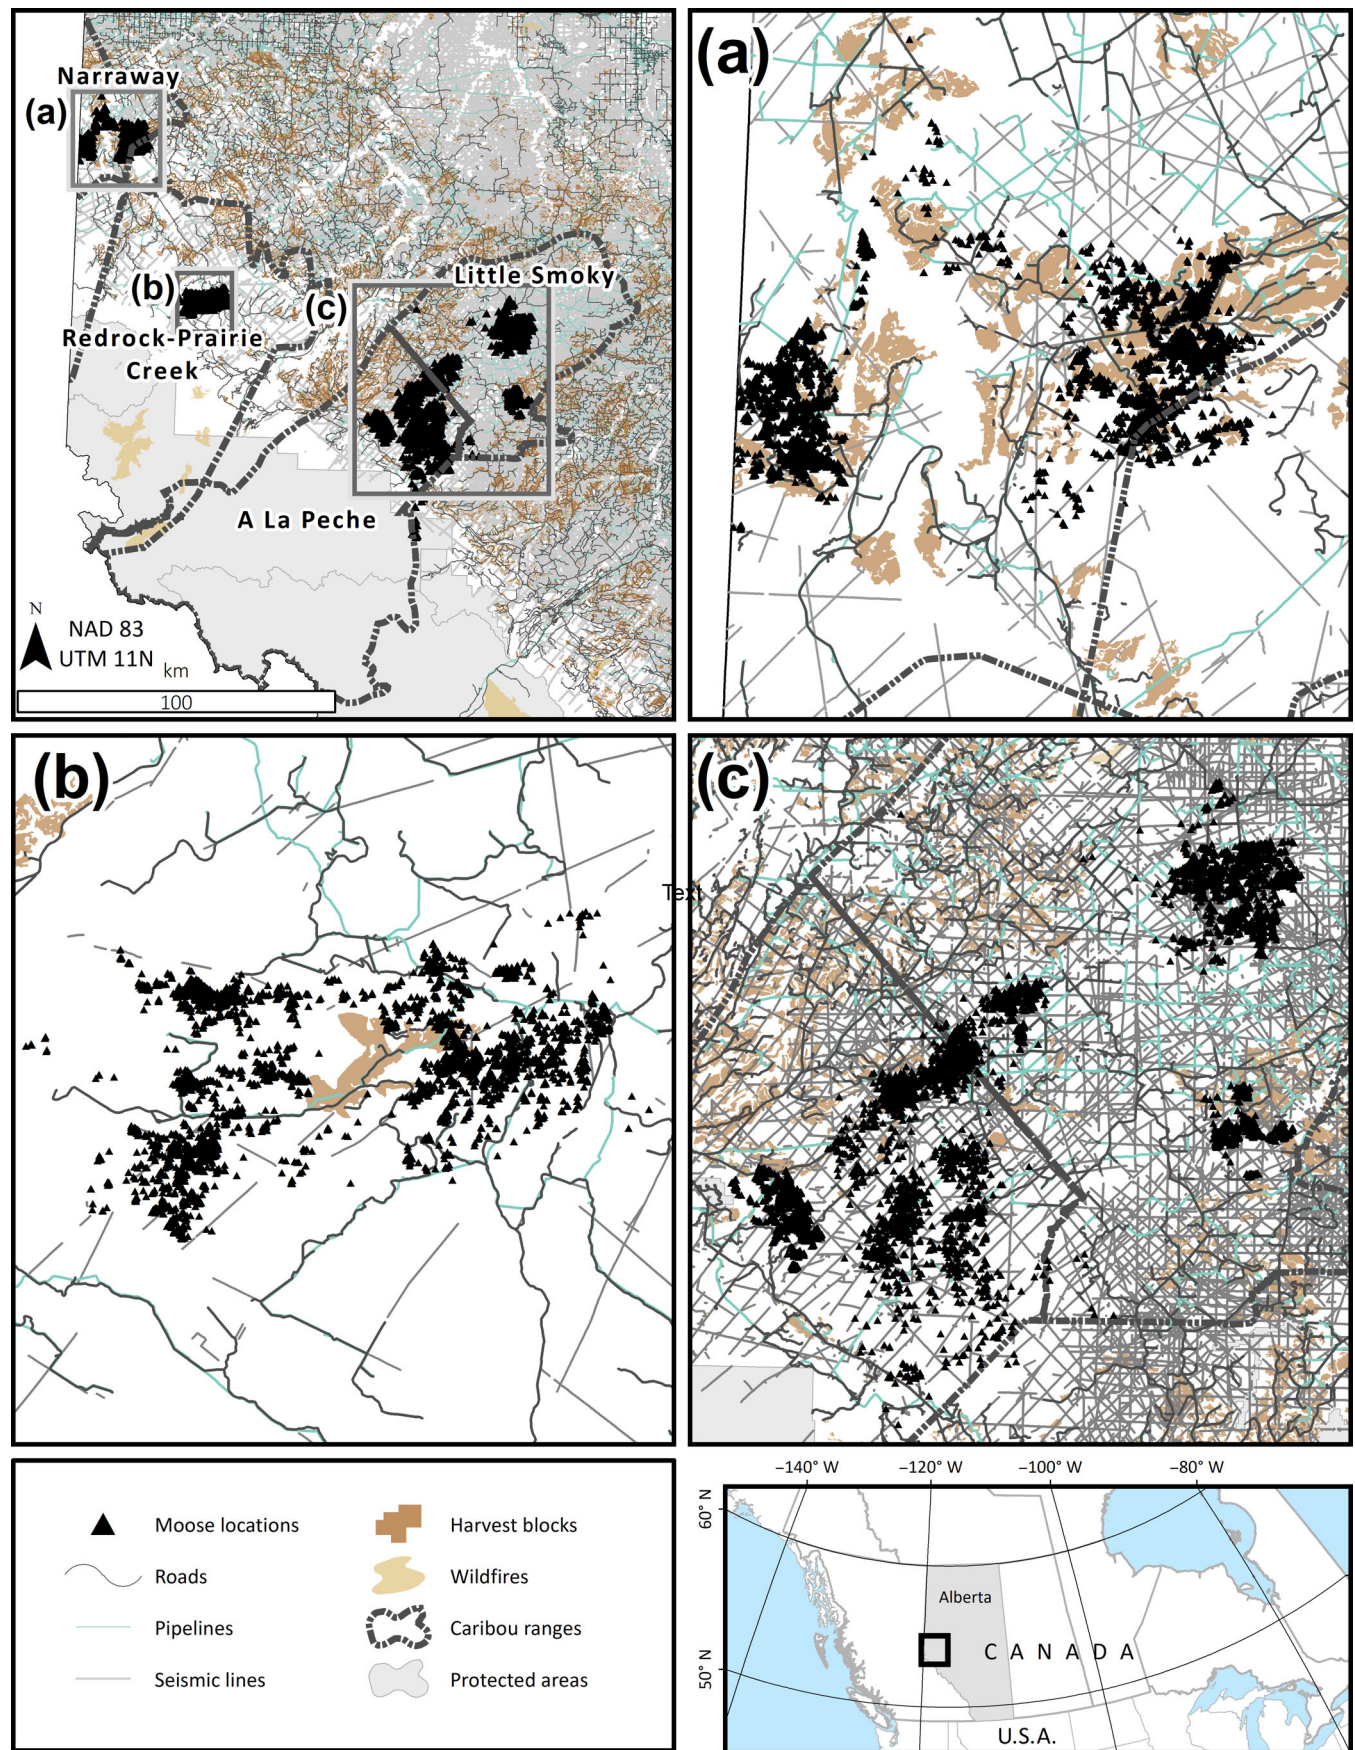 Narraway
(a)
(b)
Redrock-Prairie
Creek
(c)
Little Smoky
A La Peche
N
NAD 83
UTM 11N
km
100
(a)
(b)
(c)
Text
Moose locations
Roads
Pipelines
Seismic lines
Harvest blocks
Wildfires
Caribou ranges
Protected areas
−140° W
−120° W
−100° W
−80° W
60° N
50° N
Alberta
CANADA
U.S.A.